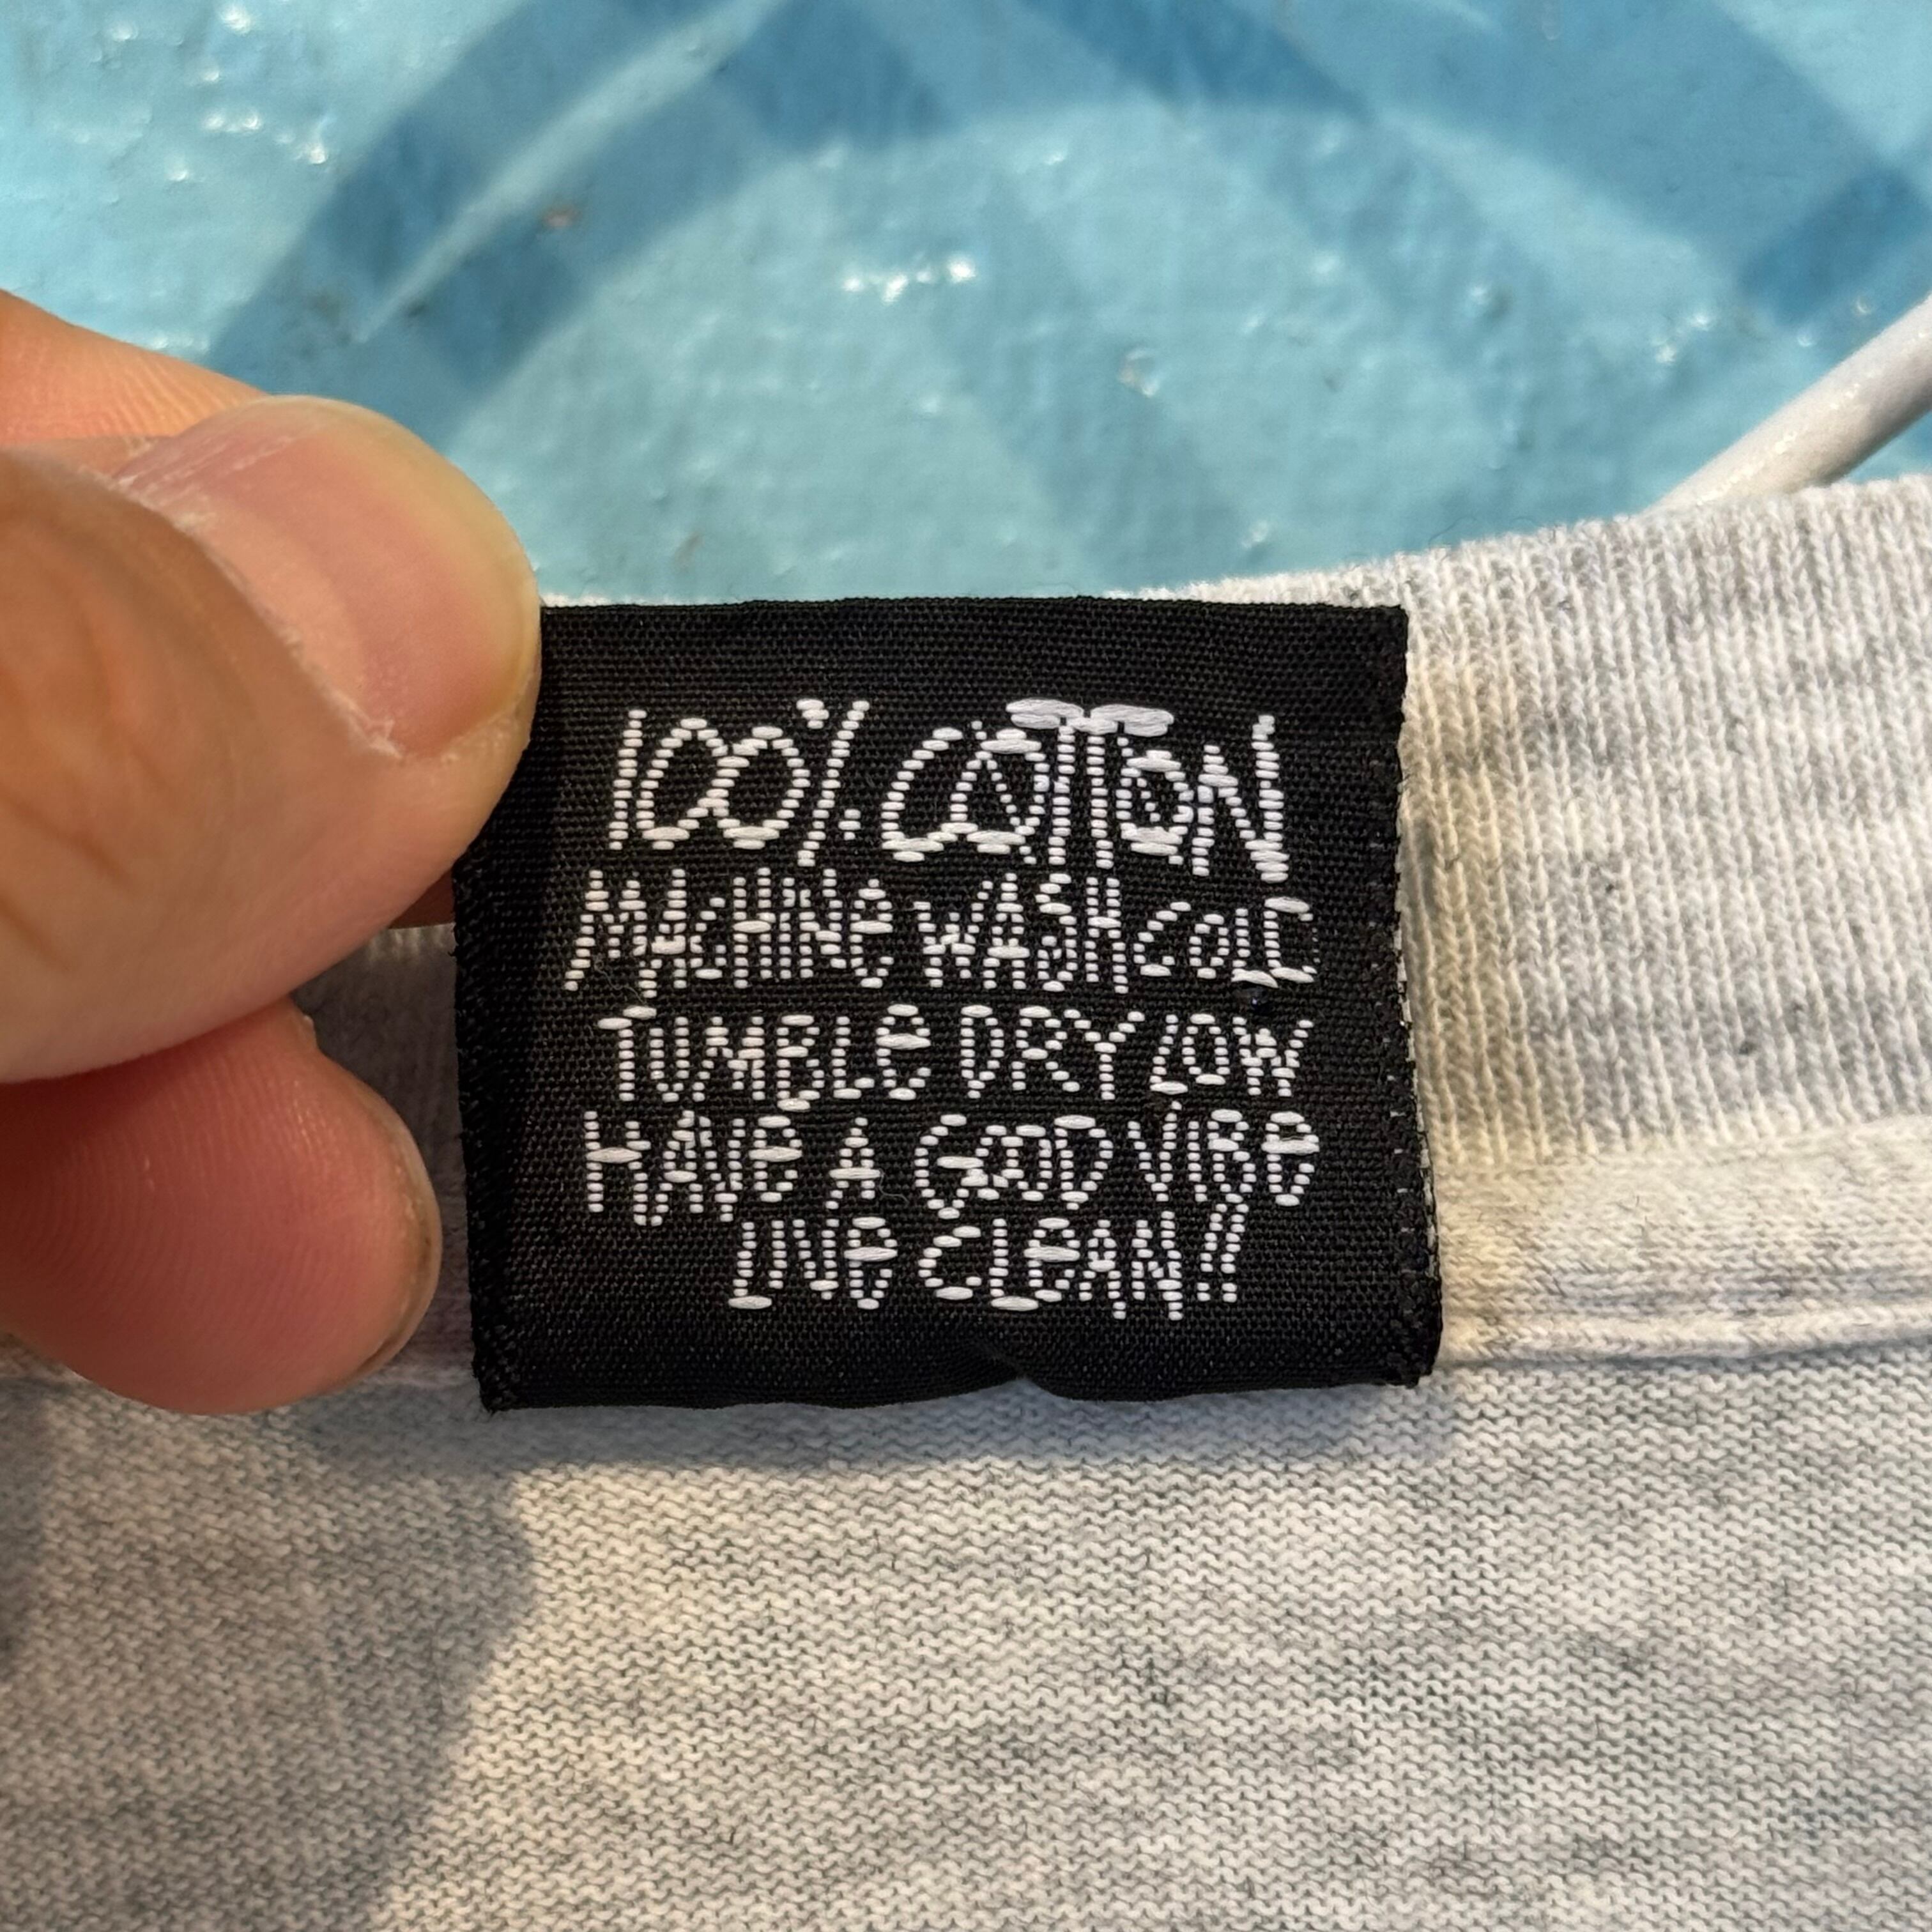 100% COTTON
MACHINE WASH COLD
TUMBLE DRY LOW
HAVE A GOOD VIBE
LIVE CLEAN!!